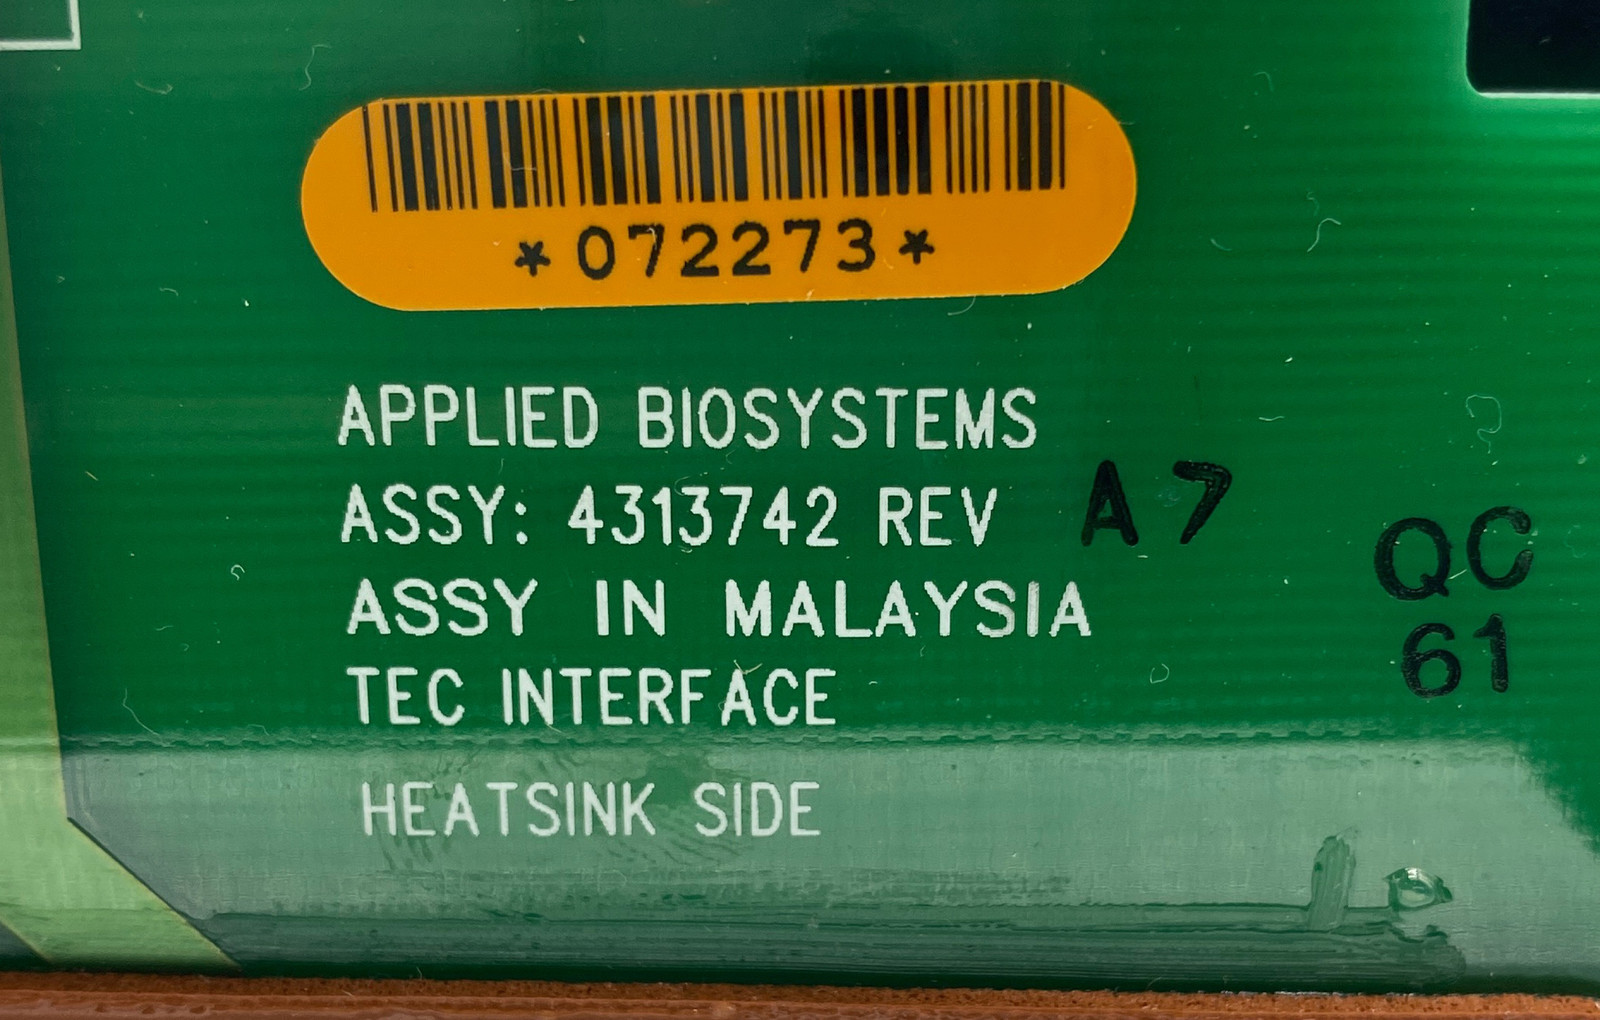 *072273*
APPLIED BIOSYSTEMS
ASSY: 4313742 REV A7
ASSY IN MALAYSIA
TEC INTERFACE
HEATSINK SIDE
QC
61